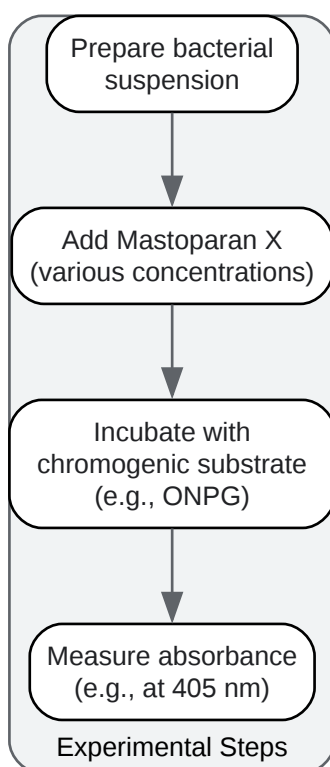 Prepare bacterial
suspension
Add Mastoparan X
(various concentrations)
Incubate with
chromogenic substrate
(e.g., ONPG)
Measure absorbance
(e.g., at 405 nm)
Experimental Steps